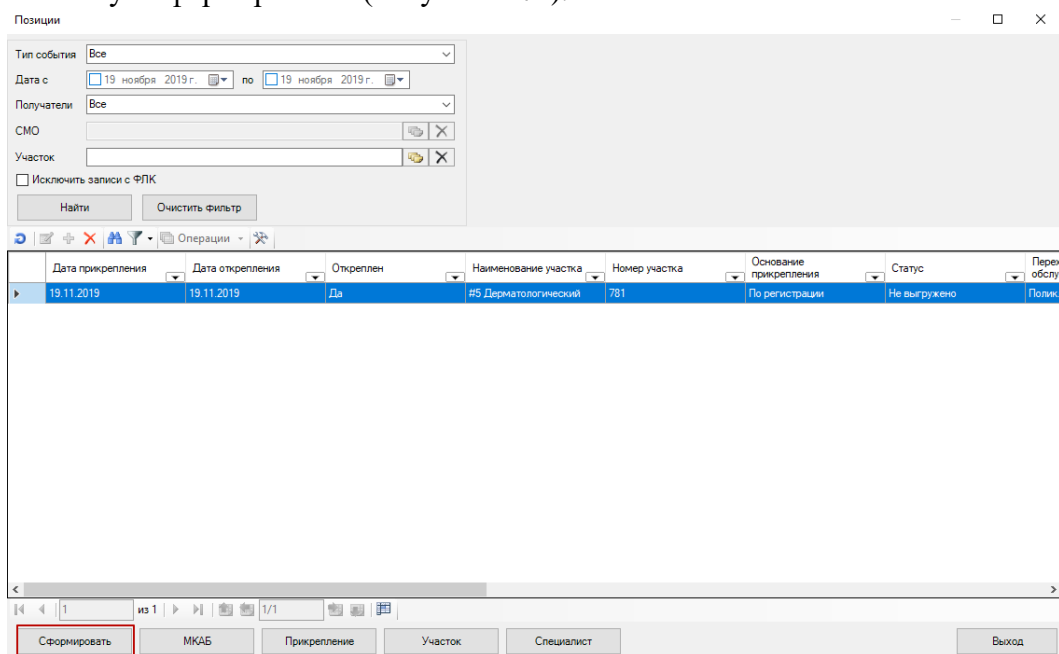 Позиции
Тип события Все
Дата с 19 ноября 2019 г. по 19 ноября 2019 г.
Получатели Все
СМО
Участок
Исключить записи с ФЛК
Найти Очистить фильтр
Операции
Дата прикрепления Дата открепления Откреплен Наименование участка Номер участка Основание прикрепления Статус
19.11.2019 19.11.2019 Да #5 Дерматологический 781 По регистрации Не выгружено
1 из 1 1/1
Сформировать МКАБ Прикрепление Участок Специалист Выход